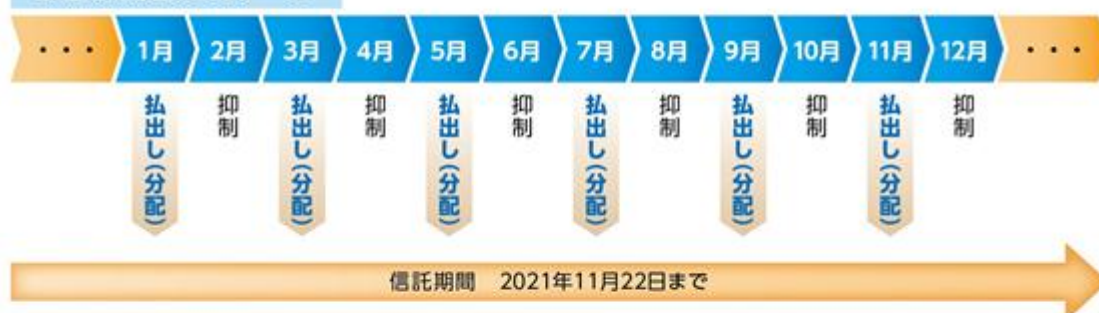 ・・・ 1月 2月 3月 4月 5月 6月 7月 8月 9月 10月 11月 12月 ・・・
払出し(分配)
抑制
払出し(分配)
抑制
払出し(分配)
抑制
払出し(分配)
抑制
払出し(分配)
抑制
払出し(分配)
抑制
信託期間 2021年11月22日まで